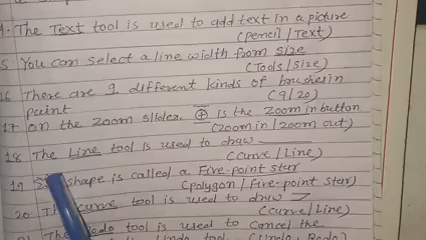 4. The Text tool is used to add text in a picture
(pencil/Text)
5 You can select a line width from size
(Tools/Size)
16 There are 9 different kinds of brushes in
paint
(9/20)
17 on the zoom slider, ⊕ is the zoom in button
(zoom in/zoom out)
18 The Line tool is used to draw
(Curve/Line)
19 shape is called a Five-point star
(Polygon/Five-point star)
20 The curve tool is used to draw
(curve/Line)
The tool is used to cancel the